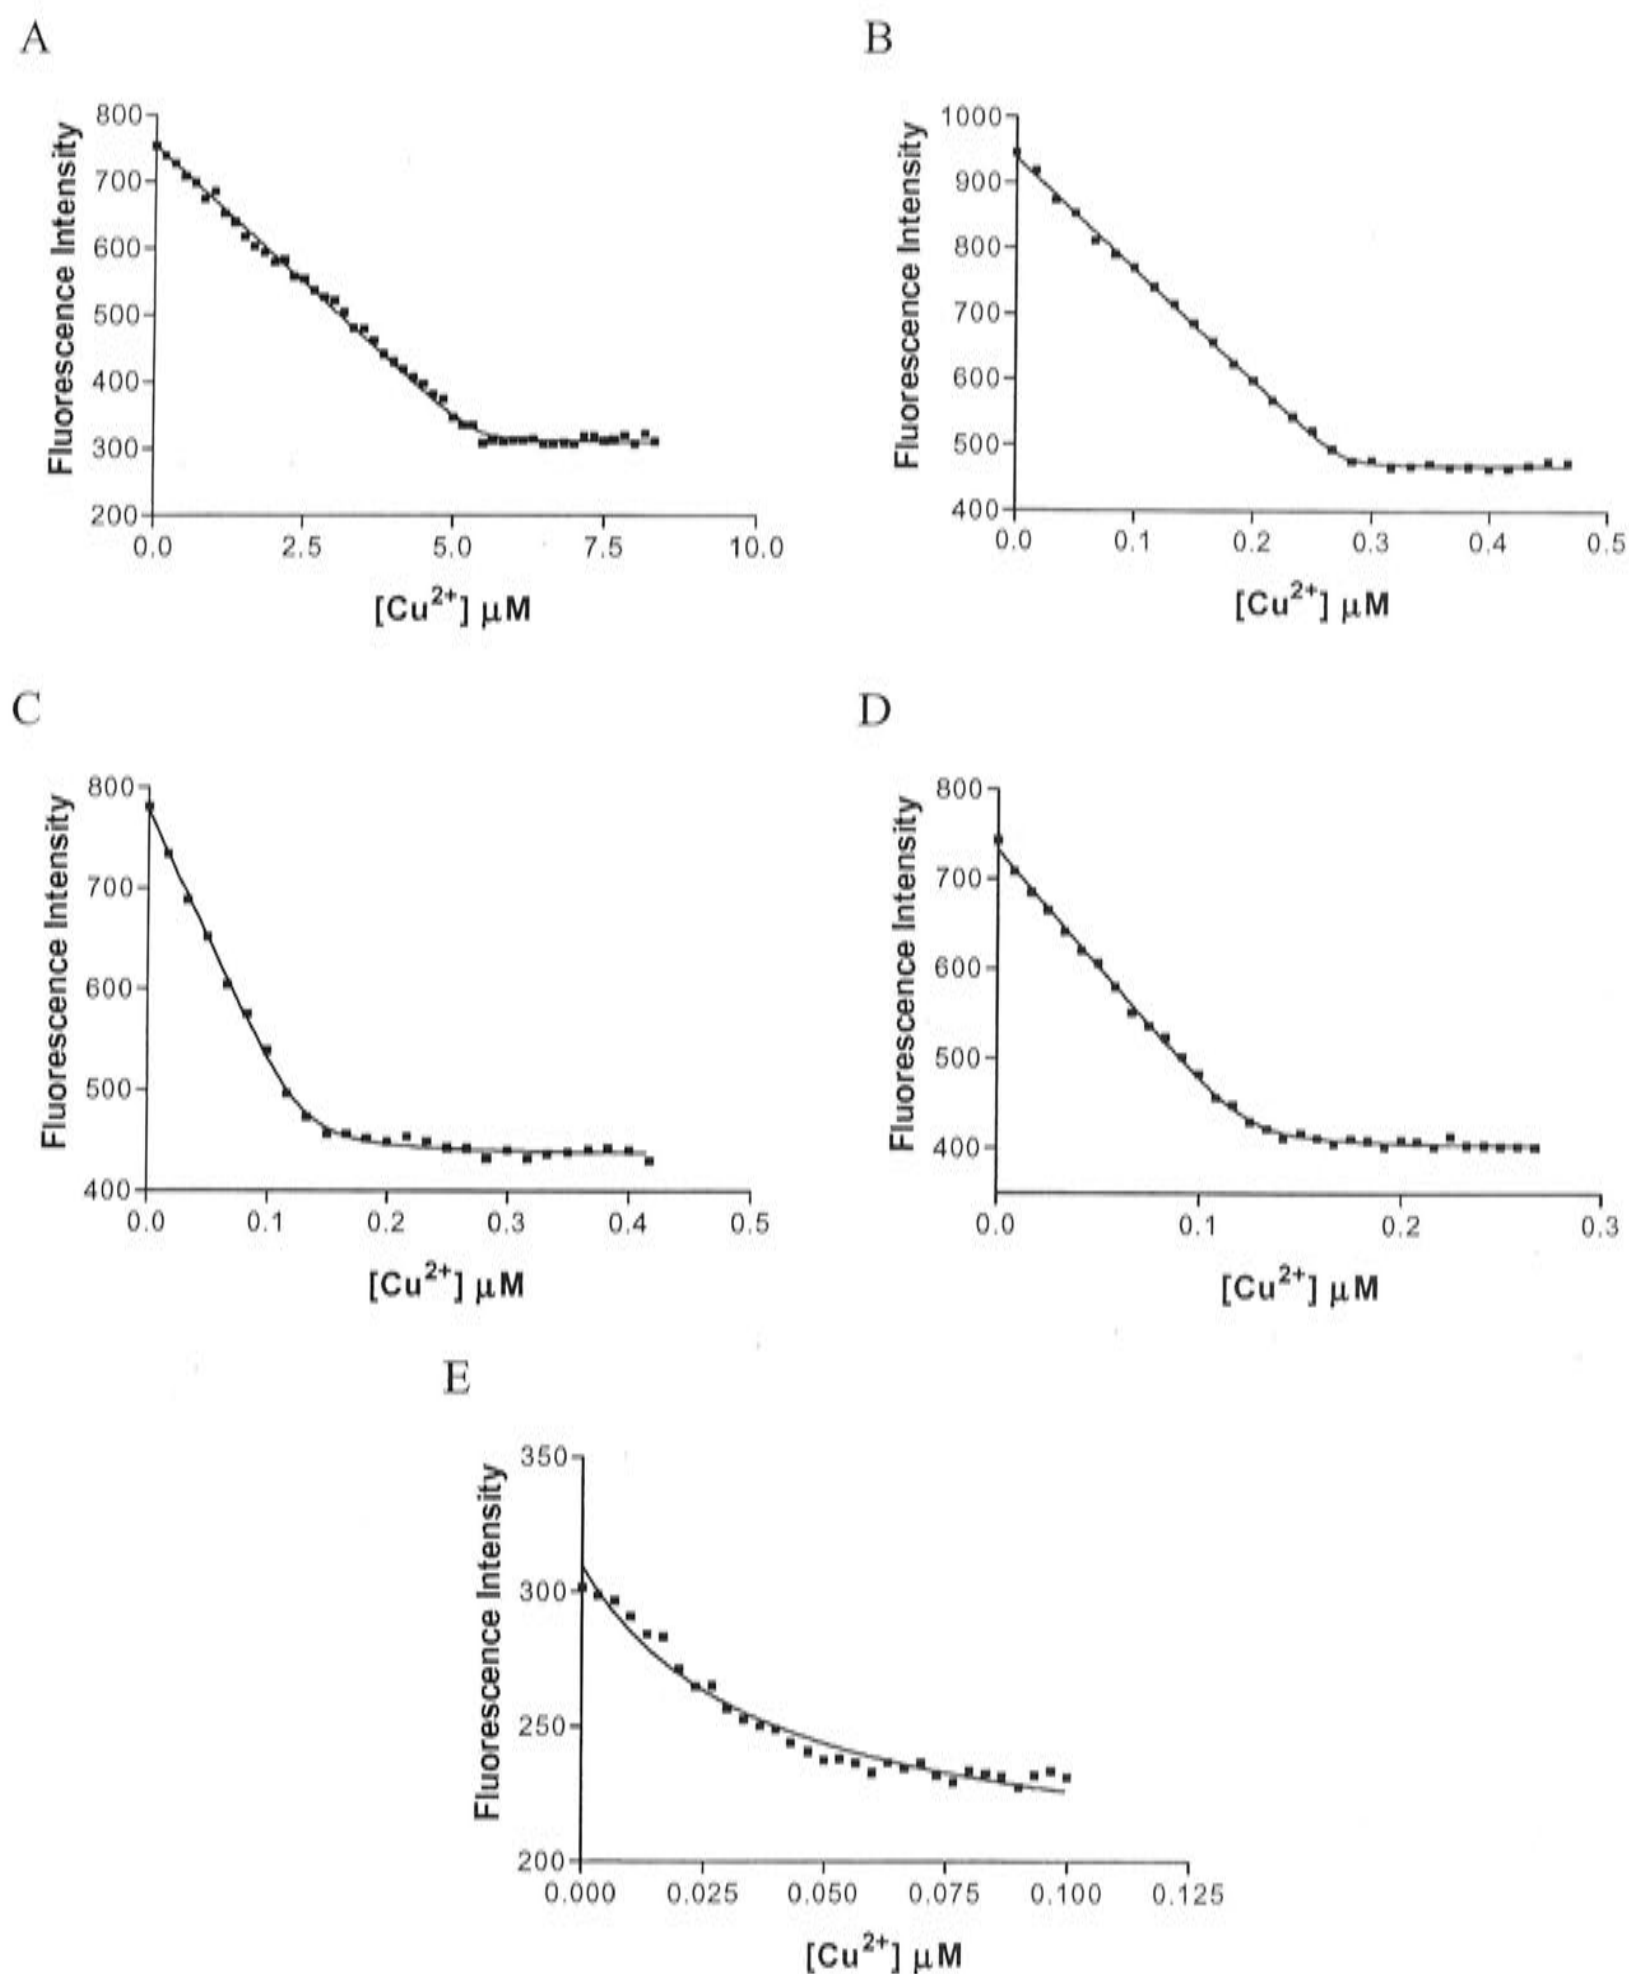 A
Fluorescence Intensity
800
700
600
500
400
300
200
0.0 2.5 5.0 7.5 10.0
[Cu²⁺] µM
B
Fluorescence Intensity
1000
900
800
700
600
500
400
0.0 0.1 0.2 0.3 0.4 0.5
[Cu²⁺] µM
C
Fluorescence Intensity
800
700
600
500
400
0.0 0.1 0.2 0.3 0.4 0.5
[Cu²⁺] µM
D
Fluorescence Intensity
800
700
600
500
400
0.0 0.1 0.2 0.3
[Cu²⁺] µM
E
Fluorescence Intensity
350
300
250
200
0.000 0.025 0.050 0.075 0.100 0.125
[Cu²⁺] µM